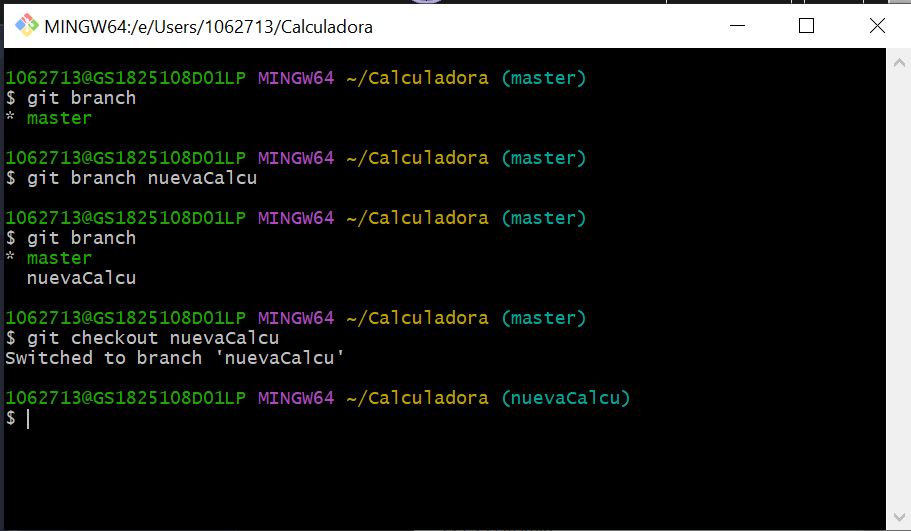 MINGW64:/e/Users/1062713/Calculadora
1062713@GS1825108D01LP MINGW64 ~/Calculadora (master)
$ git branch
* master
1062713@GS1825108D01LP MINGW64 ~/Calculadora (master)
$ git branch nuevaCalcu
1062713@GS1825108D01LP MINGW64 ~/Calculadora (master)
$ git branch
* master
  nuevaCalcu
1062713@GS1825108D01LP MINGW64 ~/Calculadora (master)
$ git checkout nuevaCalcu
Switched to branch 'nuevaCalcu'
1062713@GS1825108D01LP MINGW64 ~/Calculadora (nuevaCalcu)
$